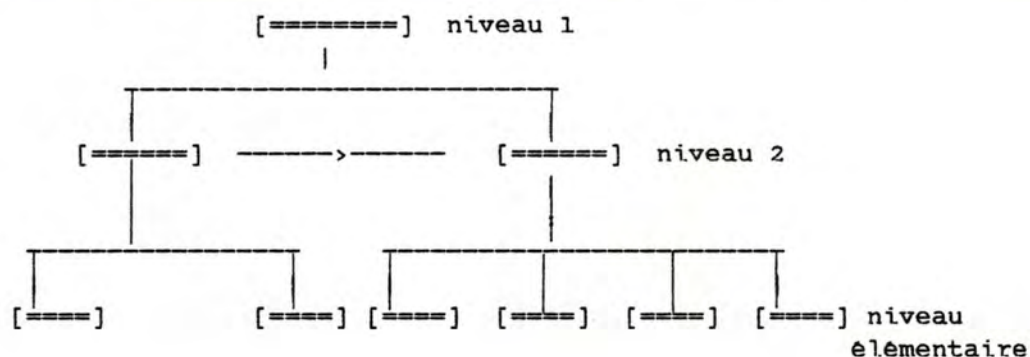 [========] niveau 1
[======] ------>------ [======] niveau 2
[====] [====] [====] [====] [====] [====] niveau
élémentaire